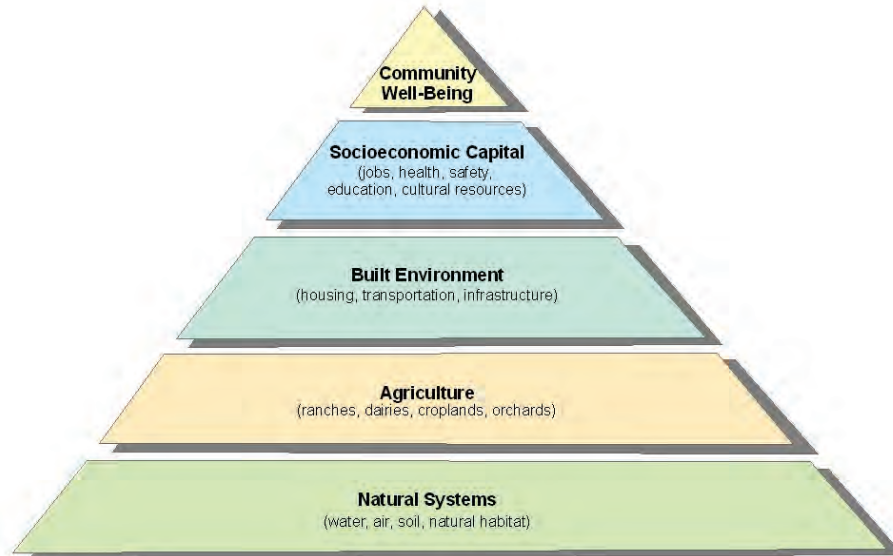 Community
Well-Being
Socioeconomic Capital
(jobs, health, safety,
education, cultural resources)
Built Environment
(housing, transportation, infrastructure)
Agriculture
(ranches, dairies, croplands, orchards)
Natural Systems
(water, air, soil, natural habitat)